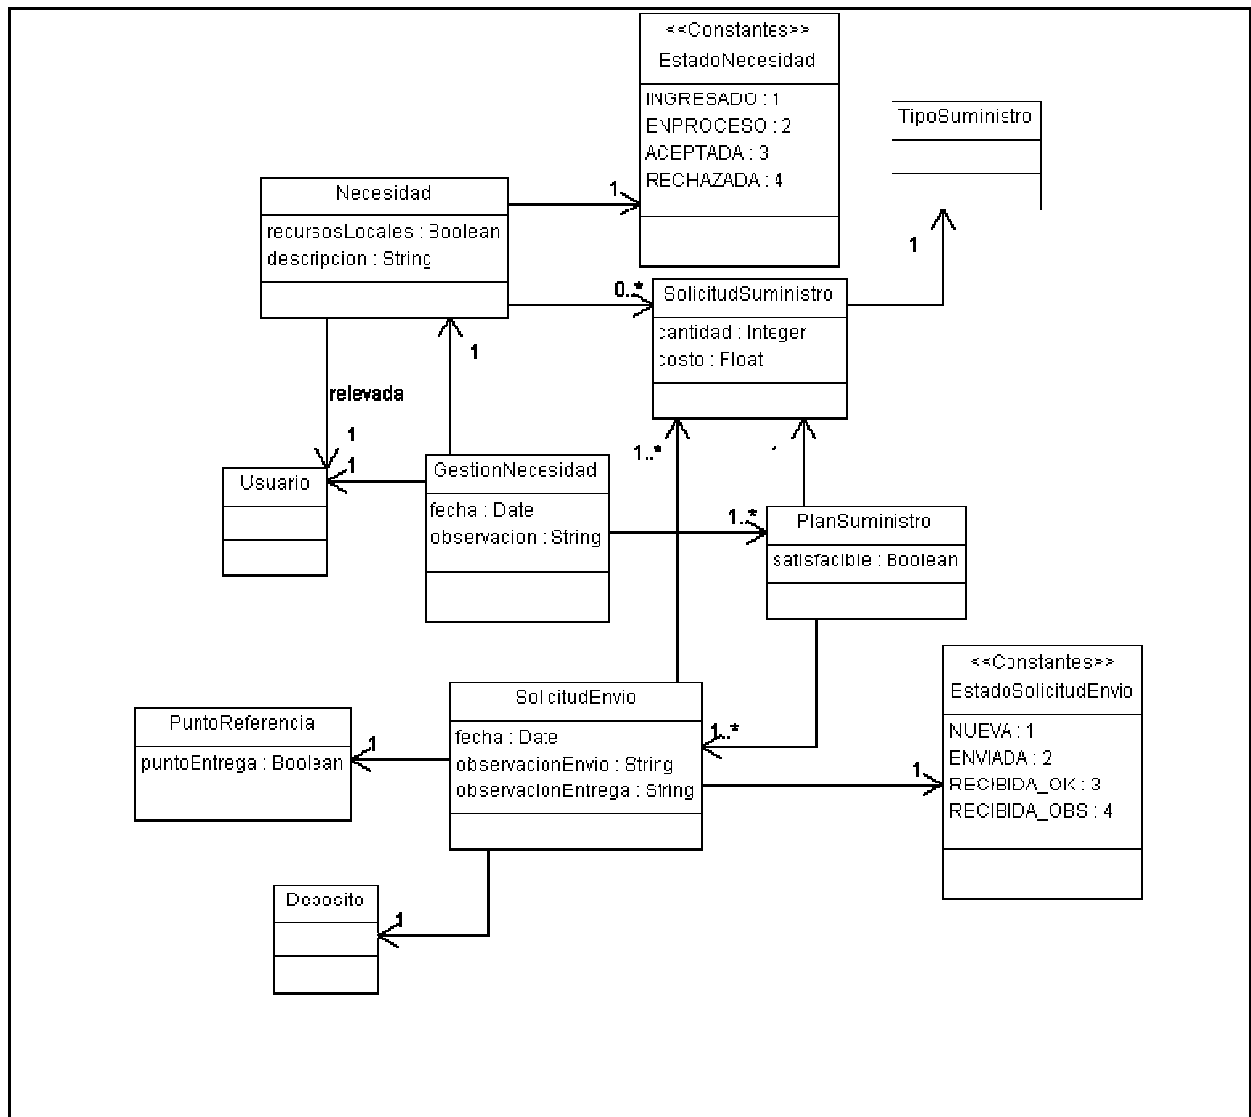 <<Constantes>>
EstadoNecesidad
INGRESADO : 1
ENPROCESO : 2
ACEPTADA : 3
RECHAZADA : 4
TipoSuministro
Necesidad
recursosLocales : Boolean
descripcion : String
1
1
0..*
SolicitudSuministro
cantidad : Integer
costo : Float
1
relevada
1
1
1..*
Usuario
GestionNecesidad
fecha : Date
observacion : String
1..*
PlanSuministro
satisfacible : Boolean
<<Constantes>>
EstadoSolicitudEnvio
NUEVA : 1
ENVIADA : 2
RECIBIDA_OK : 3
RECIBIDA_OBS : 4
SolicitudEnvio
fecha : Date
observacionEnvio : String
observacionEntrega : String
1..*
1
PuntoReferencia
puntoEntrega : Boolean
1
Deposito
1